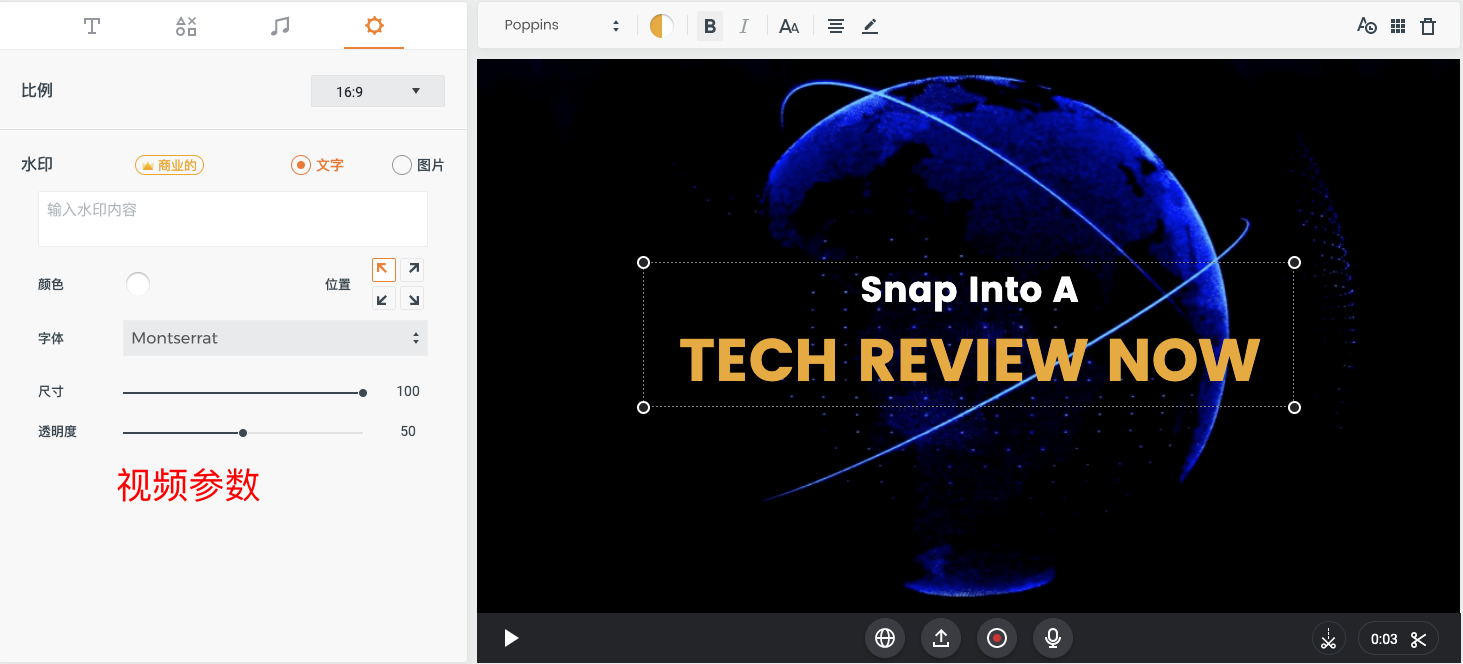 Poppins
B I AA
比例
16:9
水印
商业的
文字
图片
输入水印内容
颜色
位置
字体
Montserrat
尺寸
100
透明度
50
视频参数
Snap Into A
TECH REVIEW NOW
0:03